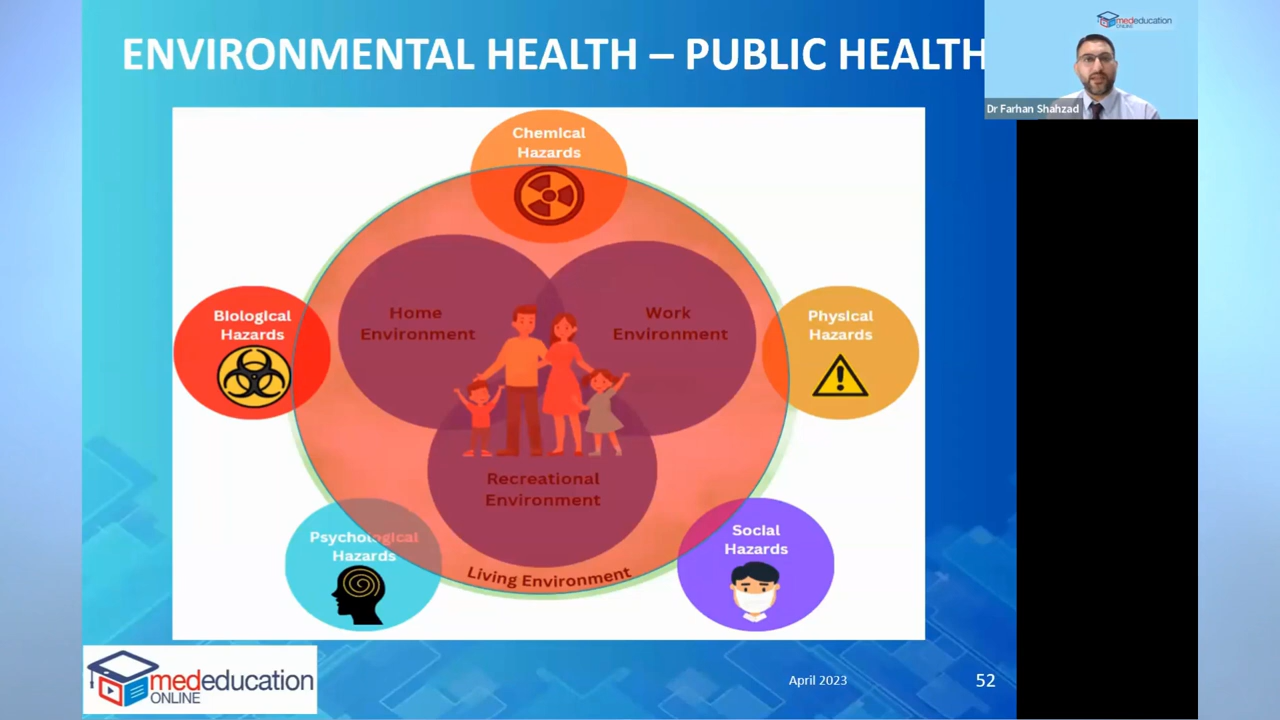 ENVIRONMENTAL HEALTH – PUBLIC HEALTH
mededucation
ONLINE
Dr Farhan Shahzad
Chemical
Hazards
Biological
Hazards
Home
Environment
Work
Environment
Physical
Hazards
Recreational
Environment
Psychological
Hazards
Social
Hazards
Living Environment
mededucation
ONLINE
April 2023
52